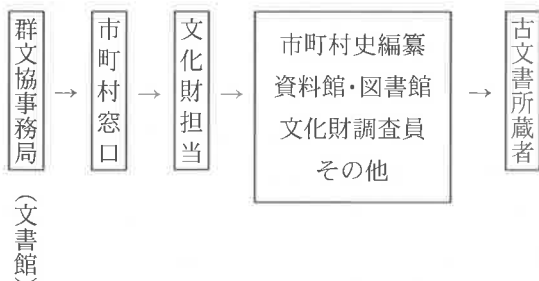 群文協事務局
(文書館)
→
市町村窓口
→
文化財担当
→
市町村史編纂
資料館・図書館
文化財調査員
その他
→
古文書所蔵者